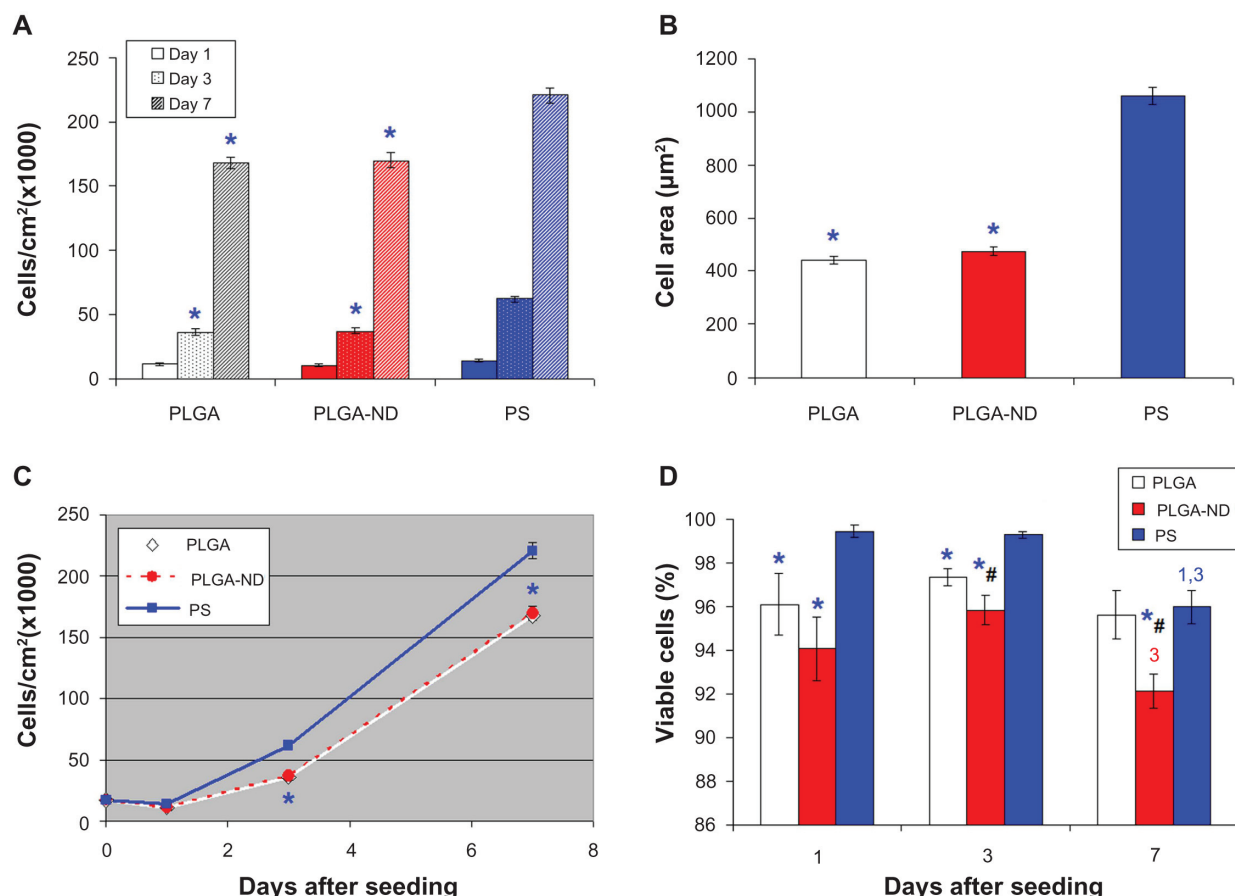 A
Day 1
Day 3
Day 7
Cells/cm²(x1000)
250
200
150
100
50
0
*
*
*
*
PLGA
PLGA-ND
PS
B
Cell area (µm²)
1200
1000
800
600
400
200
0
*
*
PLGA
PLGA-ND
PS
C
PLGA
PLGA-ND
PS
Cells/cm²(x1000)
250
200
150
100
50
0
*
*
0
2
4
6
8
Days after seeding
D
PLGA
PLGA-ND
PS
Viable cells (%)
100
98
96
94
92
90
88
86
*
*
*
*
#
*
#
3
1,3
1
3
7
Days after seeding